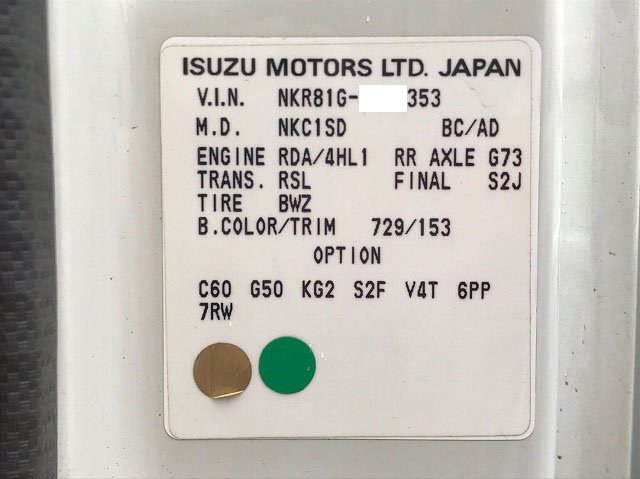 ISUZU MOTORS LTD. JAPAN
V.I.N. NKR81G- 353
M.D. NKC1SD BC/AD
ENGINE RDA/4HL1 RR AXLE G73
TRANS. RSL FINAL S2J
TIRE BWZ
B.COLOR/TRIM 729/153
OPTION
C60 G50 KG2 S2F V4T 6PP
7RW